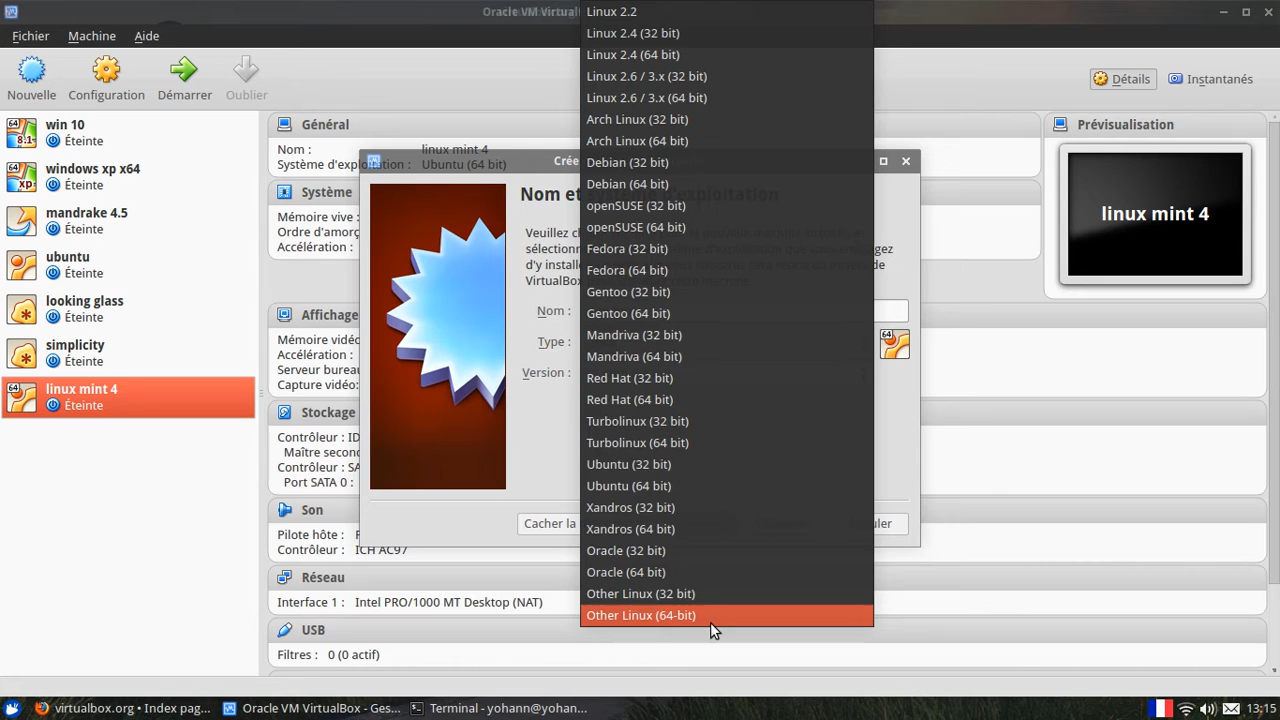 Oracle VM Virtual
Fichier Machine Aide
Nouvelle Configuration Démarrer Oublier
Détails Instantanés
win 10
Éteinte
windows xp x64
Éteinte
mandrake 4.5
Éteinte
ubuntu
Éteinte
looking glass
Éteinte
simplicity
Éteinte
linux mint 4
Éteinte
Général
Nom : linux mint 4
Système d'exploitation : Ubuntu (64 bit)
Système
Mémoire vive :
Ordre d'amorç
Accélération :
Affichage
Mémoire vidéo
Accélération :
Serveur bureau
Capture vidéo:
Stockage
Contrôleur : ID
Maître second
Contrôleur : SA
Port SATA 0 :
Son
Pilote hôte :
Contrôleur : ICH AC97
Réseau
Interface 1 : Intel PRO/1000 MT Desktop (NAT)
USB
Filtres : 0 (0 actif)
Prévisualisation
linux mint 4
Crée
Nom et système d'exploitation
Nom :
Type :
Version :
Cacher la
Linux 2.2
Linux 2.4 (32 bit)
Linux 2.4 (64 bit)
Linux 2.6 / 3.x (32 bit)
Linux 2.6 / 3.x (64 bit)
Arch Linux (32 bit)
Arch Linux (64 bit)
Debian (32 bit)
Debian (64 bit)
openSUSE (32 bit)
openSUSE (64 bit)
Fedora (32 bit)
Fedora (64 bit)
Gentoo (32 bit)
Gentoo (64 bit)
Mandriva (32 bit)
Mandriva (64 bit)
Red Hat (32 bit)
Red Hat (64 bit)
Turbolinux (32 bit)
Turbolinux (64 bit)
Ubuntu (32 bit)
Ubuntu (64 bit)
Xandros (32 bit)
Xandros (64 bit)
Oracle (32 bit)
Oracle (64 bit)
Other Linux (32 bit)
Other Linux (64-bit)
virtualbox.org • Index pag...
Oracle VM VirtualBox - Ges...
Terminal - yohann@yohan...
13:15